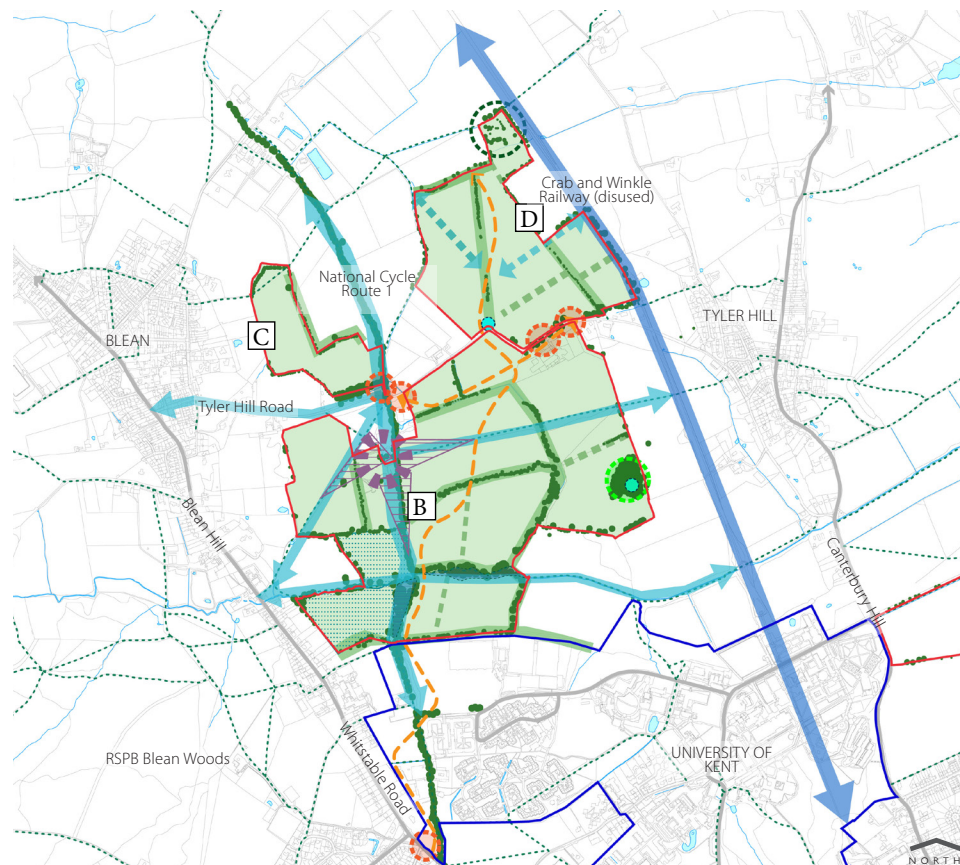 Crab and Winkle
Railway (disused)
D
National Cycle
Route 1
TYLER HILL
C
BLEAN
Tyler Hill Road
B
Blean Hill
Canterbury Hill
RSPB Blean Woods
Whitstable Road
UNIVERSITY OF
KENT
NORTH